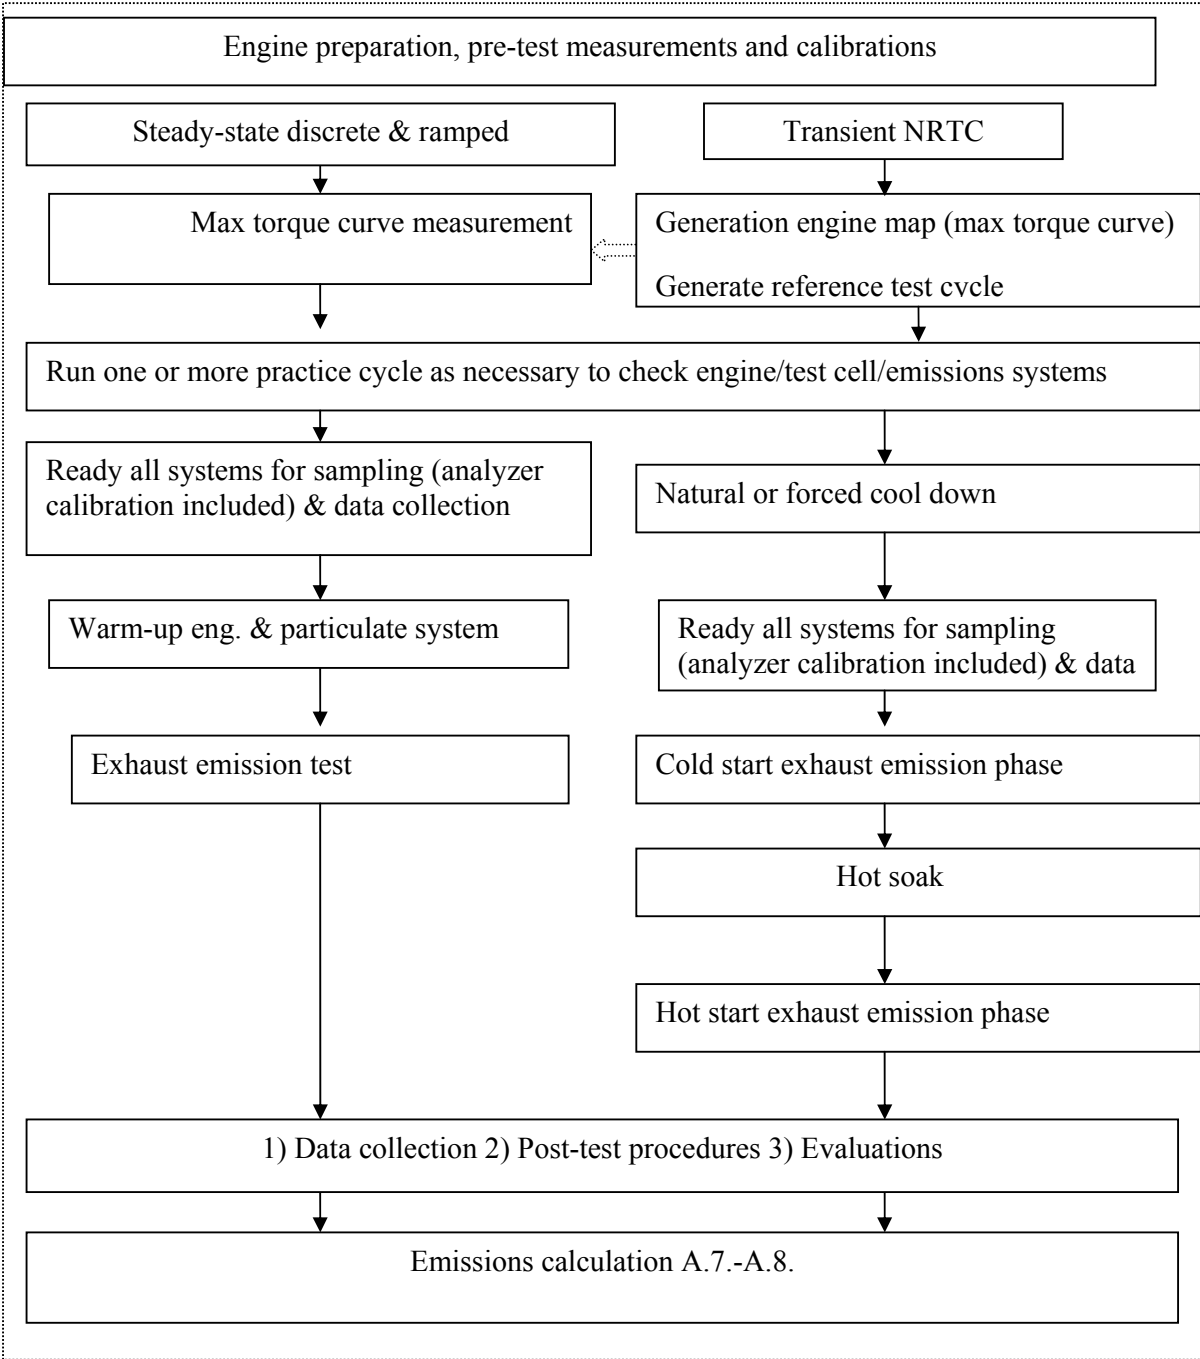 Engine preparation, pre-test measurements and calibrations
Steady-state discrete & ramped
Transient NRTC
Max torque curve measurement
Generation engine map (max torque curve)
Generate reference test cycle
Run one or more practice cycle as necessary to check engine/test cell/emissions systems
Ready all systems for sampling (analyzer
calibration included) & data collection
Natural or forced cool down
Warm-up eng. & particulate system
Ready all systems for sampling
(analyzer calibration included) & data
Exhaust emission test
Cold start exhaust emission phase
Hot soak
Hot start exhaust emission phase
1) Data collection 2) Post-test procedures 3) Evaluations
Emissions calculation A.7.-A.8.